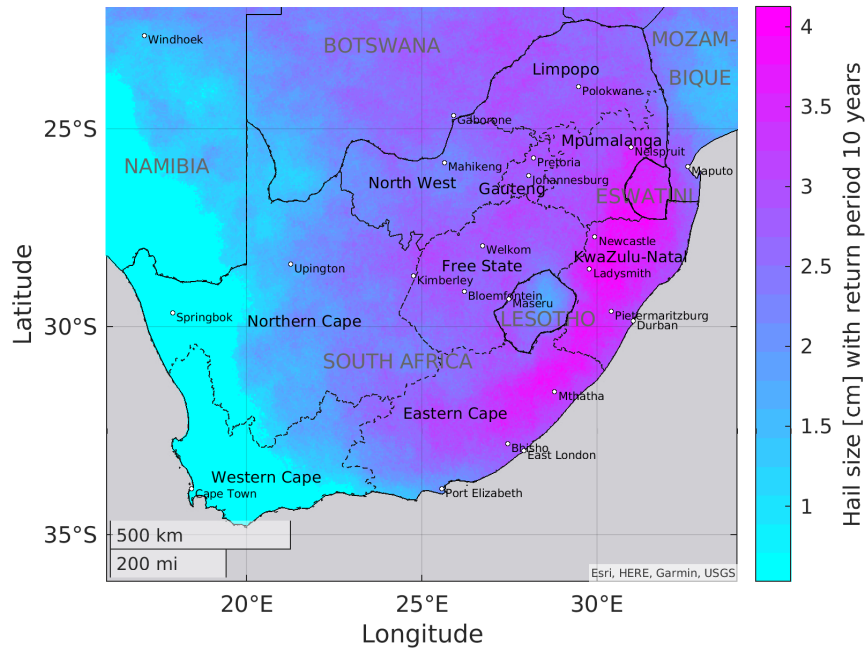 Windhoek
BOTSWANA
MOZAM-
BIQUE
Limpopo
Polokwane
Gaborone
25°S
Mpumalanga
Nelspruit
NAMIBIA
Mahikeng
Pretoria
Maputo
North West
Johannesburg
Gauteng
ESWATINI
Newcastle
Welkom
KwaZulu-Natal
Upington
Free State
Ladysmith
Kimberley
Bloemfontein
Maseru
Springbok
Northern Cape
LESOTHO
Pietermaritzburg
Durban
30°S
SOUTH AFRICA
Mthatha
Eastern Cape
Bhisho
East London
Western Cape
Cape Town
Port Elizabeth
35°S
500 km
200 mi
Esri, HERE, Garmin, USGS
20°E
25°E
30°E
Longitude
Latitude
4
3.5
3
2.5
2
1.5
1
Hail size [cm] with return period 10 years